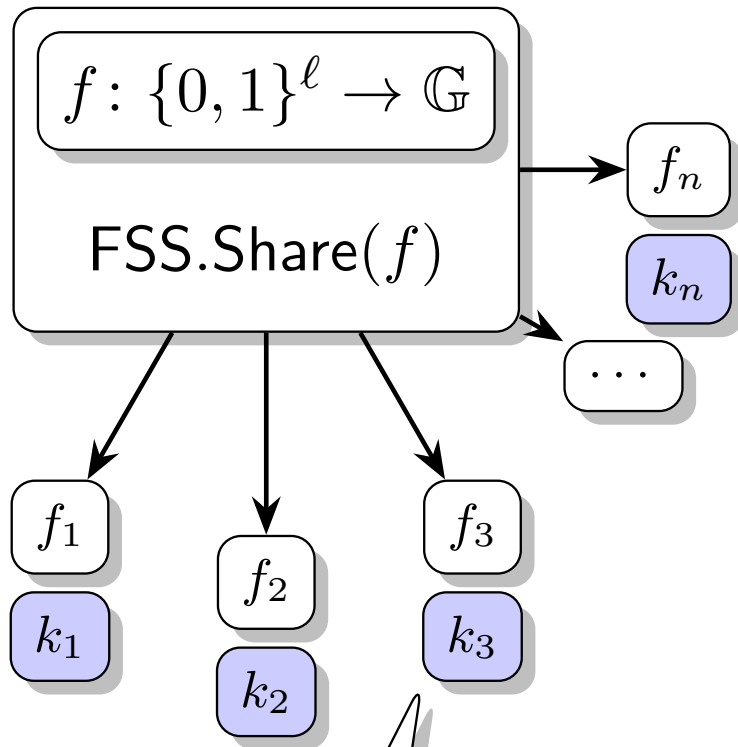 f: {0, 1}^ℓ → 𝔾
FSS.Share(f)
f_n
k_n
···
f_1
k_1
f_2
k_2
f_3
k_3